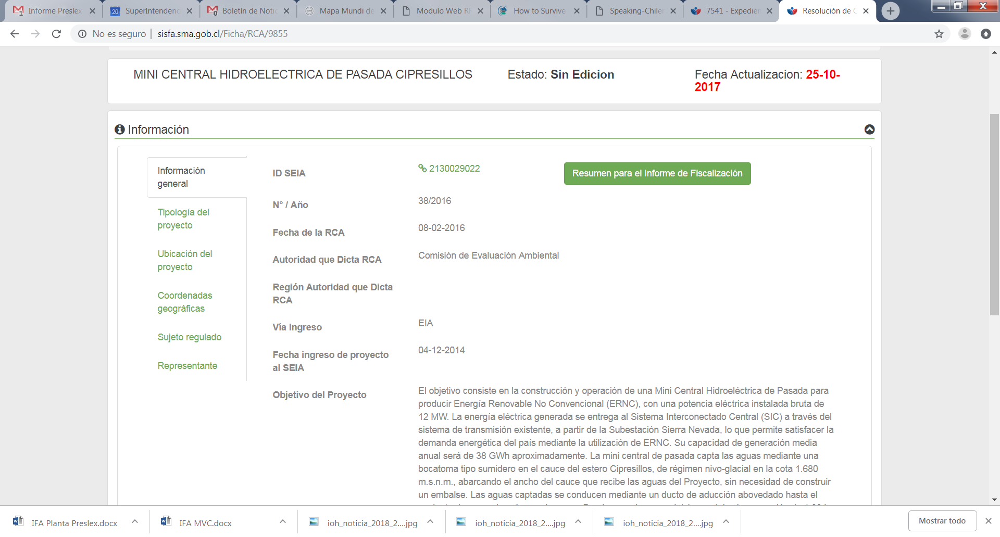 Informe Preslex
SuperIntendenc
Boletín de Notic
Mapa Mundi de
Modulo Web RF
How to Survive
Speaking-Chiler
7541 - Expedien
Resolución de C
No es seguro | sisfa.sma.gob.cl/Ficha/RCA/9855
MINI CENTRAL HIDROELECTRICA DE PASADA CIPRESILLOS
Estado: Sin Edicion
Fecha Actualizacion: 25-10-
2017
Información
Información
general
Tipología del
proyecto
Ubicación del
proyecto
Coordenadas
geográficas
Sujeto regulado
Representante
ID SEIA
2130029022
Resumen para el Informe de Fiscalización
N° / Año
38/2016
Fecha de la RCA
08-02-2016
Autoridad que Dicta RCA
Comisión de Evaluación Ambiental
Región Autoridad que Dicta
RCA
Vía Ingreso
EIA
Fecha ingreso de proyecto
al SEIA
04-12-2014
Objetivo del Proyecto
El objetivo consiste en la construcción y operación de una Mini Central Hidroeléctrica de Pasada para
producir Energía Renovable No Convencional (ERNC), con una potencia eléctrica instalada bruta de
12 MW. La energía eléctrica generada se entrega al Sistema Interconectado Central (SIC) a través del
sistema de transmisión existente, a partir de la Subestación Sierra Nevada, lo que permite satisfacer la
demanda energética del país mediante la utilización de ERNC. Su capacidad de generación media
anual será de 38 GWh aproximadamente. La mini central de pasada capta las aguas mediante una
bocatoma tipo sumidero en el cauce del estero Cipresillos, de régimen nivo-glacial en la cota 1.680
m.s.n.m., abarcando el ancho del cauce que recibe las aguas del Proyecto, sin necesidad de construir
un embalse. Las aguas captadas se conducen mediante un ducto de aducción abovedado hasta el
IFA Planta Preslex.docx
IFA MVC.docx
ioh_noticia_2018_2....jpg
ioh_noticia_2018_2....jpg
ioh_noticia_2018_2....jpg
Mostrar todo